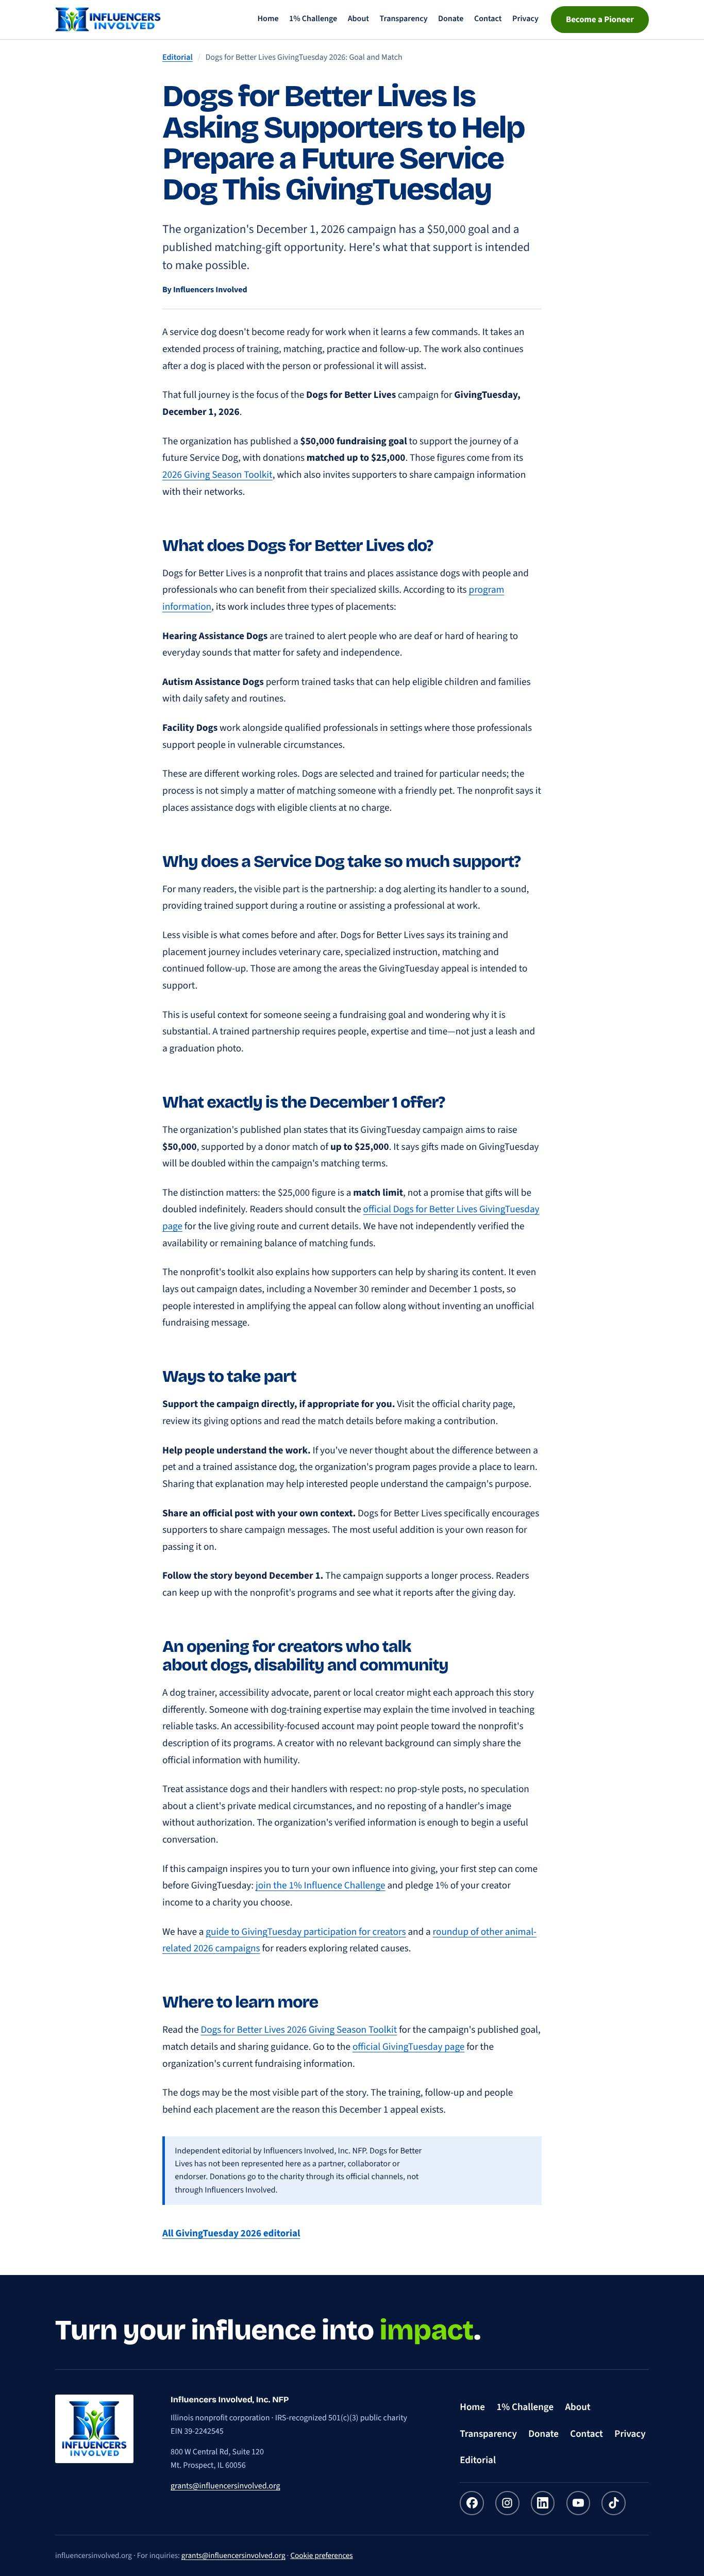 INFLUENCERS
INVOLVED
Home 1% Challenge About Transparency Donate Contact Privacy Become a Pioneer
Editorial / Dogs for Better Lives GivingTuesday 2026: Goal and Match
Dogs for Better Lives Is
Asking Supporters to Help
Prepare a Future Service
Dog This GivingTuesday
The organization's December 1, 2026 campaign has a $50,000 goal and a
published matching-gift opportunity. Here's what that support is intended
to make possible.
By Influencers Involved
A service dog doesn't become ready for work when it learns a few commands. It takes an
extended process of training, matching, practice and follow-up. The work also continues
after a dog is placed with the person or professional it will assist.
That full journey is the focus of the Dogs for Better Lives campaign for GivingTuesday,
December 1, 2026.
The organization has published a $50,000 fundraising goal to support the journey of a
future Service Dog, with donations matched up to $25,000. Those figures come from its
2026 Giving Season Toolkit, which also invites supporters to share campaign information
with their networks.
What does Dogs for Better Lives do?
Dogs for Better Lives is a nonprofit that trains and places assistance dogs with people and
professionals who can benefit from their specialized skills. According to its program
information, its work includes three types of placements:
Hearing Assistance Dogs are trained to alert people who are deaf or hard of hearing to
everyday sounds that matter for safety and independence.
Autism Assistance Dogs perform trained tasks that can help eligible children and families
with daily safety and routines.
Facility Dogs work alongside qualified professionals in settings where those professionals
support people in vulnerable circumstances.
These are different working roles. Dogs are selected and trained for particular needs; the
process is not simply a matter of matching someone with a friendly pet. The nonprofit says it
places assistance dogs with eligible clients at no charge.
Why does a Service Dog take so much support?
For many readers, the visible part is the partnership: a dog alerting its handler to a sound,
providing trained support during a routine or assisting a professional at work.
Less visible is what comes before and after. Dogs for Better Lives says its training and
placement journey includes veterinary care, specialized instruction, matching and
continued follow-up. Those are among the areas the GivingTuesday appeal is intended to
support.
This is useful context for someone seeing a fundraising goal and wondering why it is
substantial. A trained partnership requires people, expertise and time—not just a leash and
a graduation photo.
What exactly is the December 1 offer?
The organization's published plan states that its GivingTuesday campaign aims to raise
$50,000, supported by a donor match of up to $25,000. It says gifts made on GivingTuesday
will be doubled within the campaign's matching terms.
The distinction matters: the $25,000 figure is a match limit, not a promise that gifts will be
doubled indefinitely. Readers should consult the official Dogs for Better Lives GivingTuesday
page for the live giving route and current details. We have not independently verified the
availability or remaining balance of matching funds.
The nonprofit's toolkit also explains how supporters can help by sharing its content. It even
lays out campaign dates, including a November 30 reminder and December 1 posts, so
people interested in amplifying the appeal can follow along without inventing an unofficial
fundraising message.
Ways to take part
Support the campaign directly, if appropriate for you. Visit the official charity page,
review its giving options and read the match details before making a contribution.
Help people understand the work. If you've never thought about the difference between a
pet and a trained assistance dog, the organization's program pages provide a place to learn.
Sharing that explanation may help interested people understand the campaign's purpose.
Share an official post with your own context. Dogs for Better Lives specifically encourages
supporters to share campaign messages. The most useful addition is your own reason for
passing it on.
Follow the story beyond December 1. The campaign supports a longer process. Readers
can keep up with the nonprofit's programs and see what it reports after the giving day.
An opening for creators who talk
about dogs, disability and community
A dog trainer, accessibility advocate, parent or local creator might each approach this story
differently. Someone with dog-training expertise may explain the time involved in teaching
reliable tasks. An accessibility-focused account may point people toward the nonprofit's
description of its programs. A creator with no relevant background can simply share the
official information with humility.
Treat assistance dogs and their handlers with respect: no prop-style posts, no speculation
about a client's private medical circumstances, and no reposting of a handler's image
without authorization. The organization's verified information is enough to begin a useful
conversation.
If this campaign inspires you to turn your own influence into giving, your first step can come
before GivingTuesday: join the 1% Influence Challenge and pledge 1% of your creator
income to a charity you choose.
We have a guide to GivingTuesday participation for creators and a roundup of other animal-
related 2026 campaigns for readers exploring related causes.
Where to learn more
Read the Dogs for Better Lives 2026 Giving Season Toolkit for the campaign's published goal,
match details and sharing guidance. Go to the official GivingTuesday page for the
organization's current fundraising information.
The dogs may be the most visible part of the story. The training, follow-up and people
behind each placement are the reason this December 1 appeal exists.
Independent editorial by Influencers Involved, Inc. NFP. Dogs for Better
Lives has not been represented here as a partner, collaborator or
endorser. Donations go to the charity through its official channels, not
through Influencers Involved.
All GivingTuesday 2026 editorial
Turn your influence into impact.
INFLUENCERS
INVOLVED
Influencers Involved, Inc. NFP
Illinois nonprofit corporation · IRS-recognized 501(c)(3) public charity
EIN 39-2242545
800 W Central Rd, Suite 120
Mt. Prospect, IL 60056
grants@influencersinvolved.org
Home 1% Challenge About
Transparency Donate Contact Privacy
Editorial
influencersinvolved.org · For inquiries: grants@influencersinvolved.org · Cookie preferences